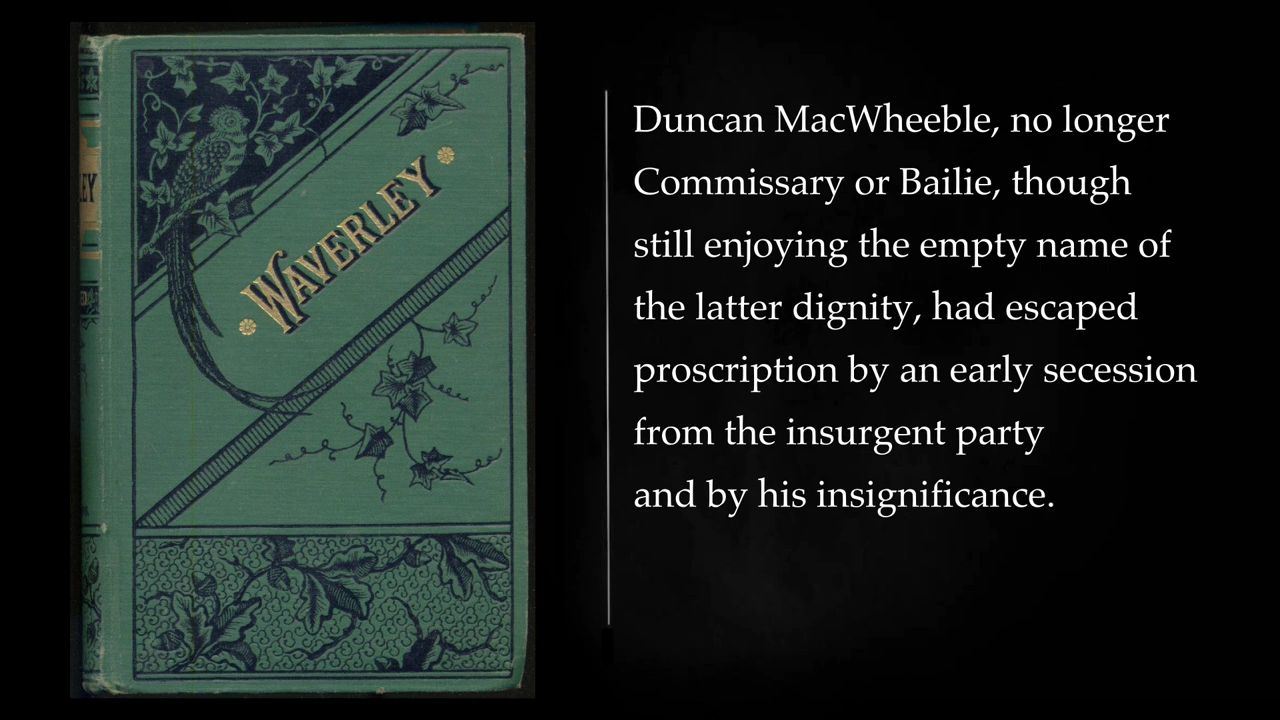 EY
WAVERLEY
Duncan MacWheeble, no longer
Commissary or Bailie, though
still enjoying the empty name of
the latter dignity, had escaped
proscription by an early secession
from the insurgent party
and by his insignificance.